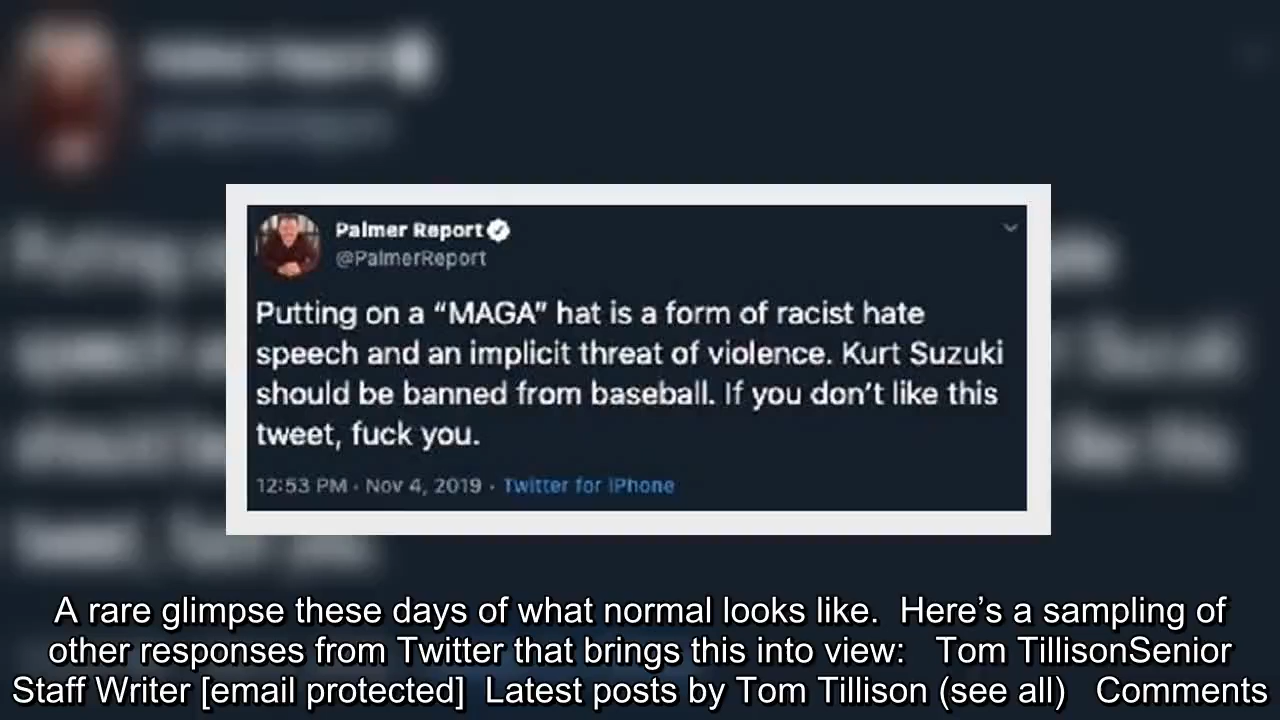 Palmer Report
@PalmerReport
Putting on a “MAGA” hat is a form of racist hate
speech and an implicit threat of violence. Kurt Suzuki
should be banned from baseball. If you don’t like this
tweet, fuck you.
12:53 PM · Nov 4, 2019 · Twitter for iPhone
A rare glimpse these days of what normal looks like.  Here’s a sampling of
other responses from Twitter that brings this into view:   Tom TillisonSenior
Staff Writer [email protected]  Latest posts by Tom Tillison (see all)   Comments